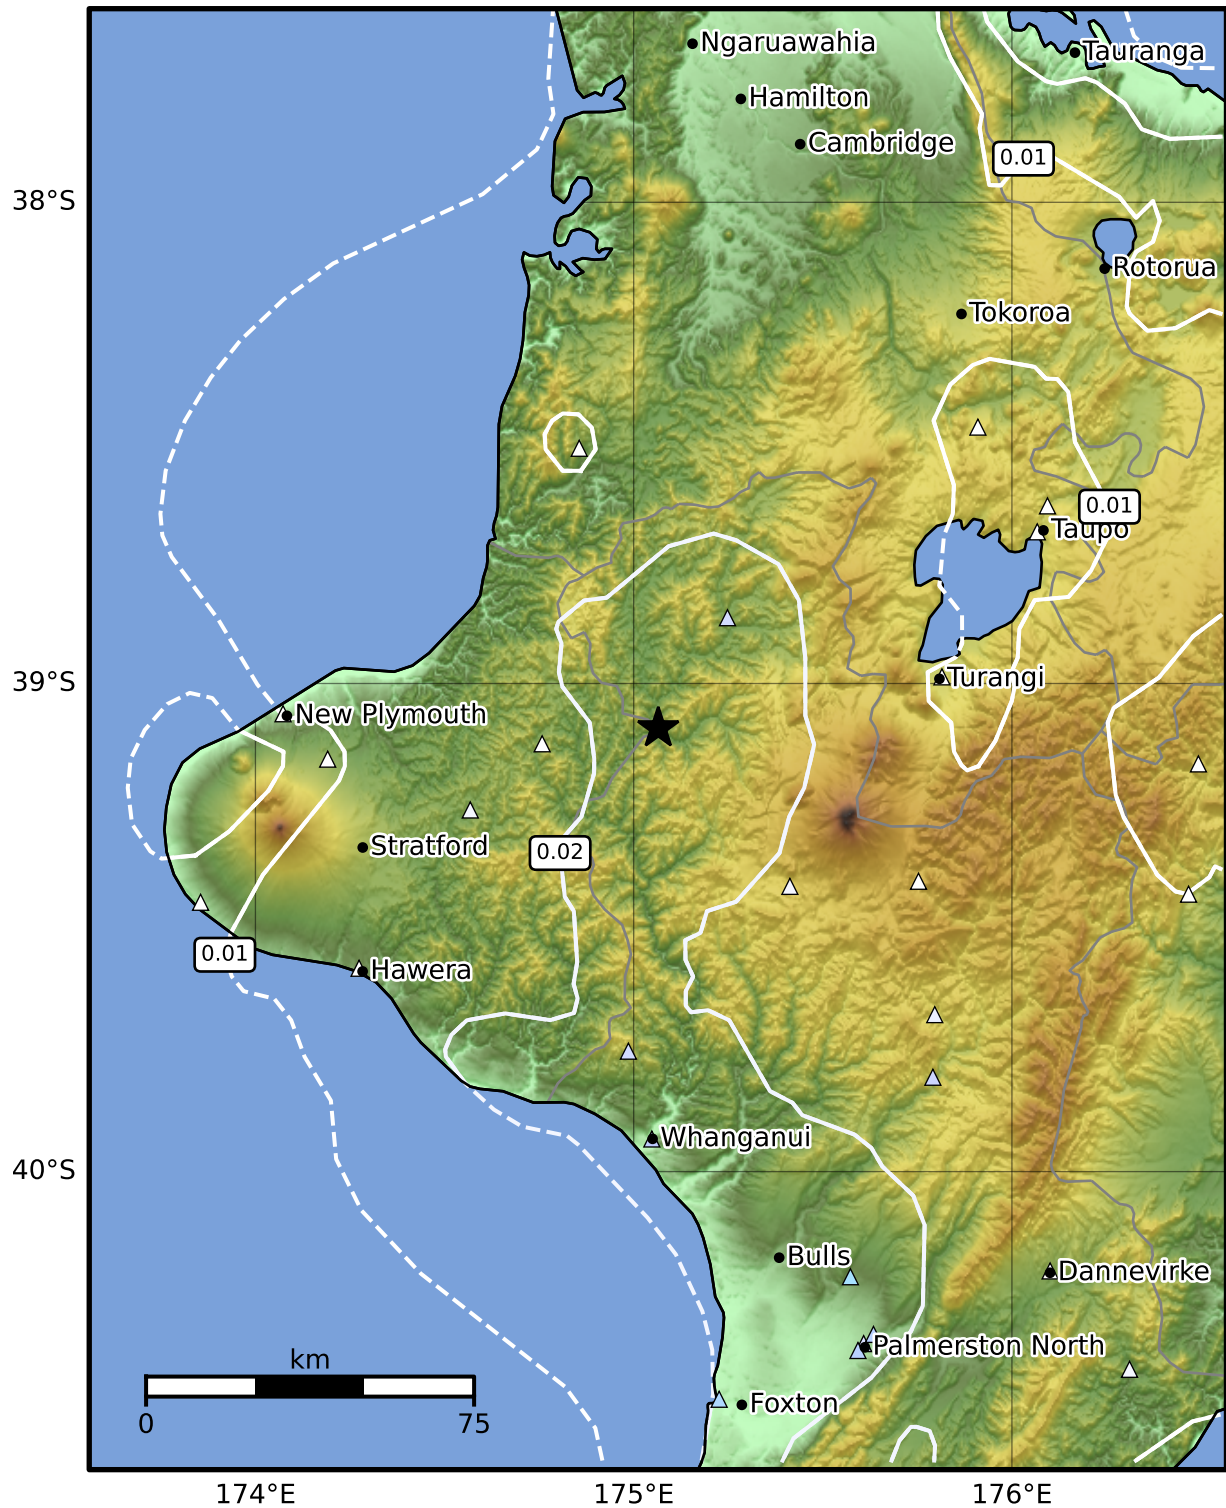 Ngaruawahia
Tauranga
Hamilton
Cambridge
0.01
38°S
Rotorua
Tokoroa
0.01
Taupo
39°S
Turangi
New Plymouth
Stratford
0.02
0.01
Hawera
Whanganui
40°S
Bulls
Dannevirke
Palmerston North
km
Foxton
0
75
174°E
175°E
176°E